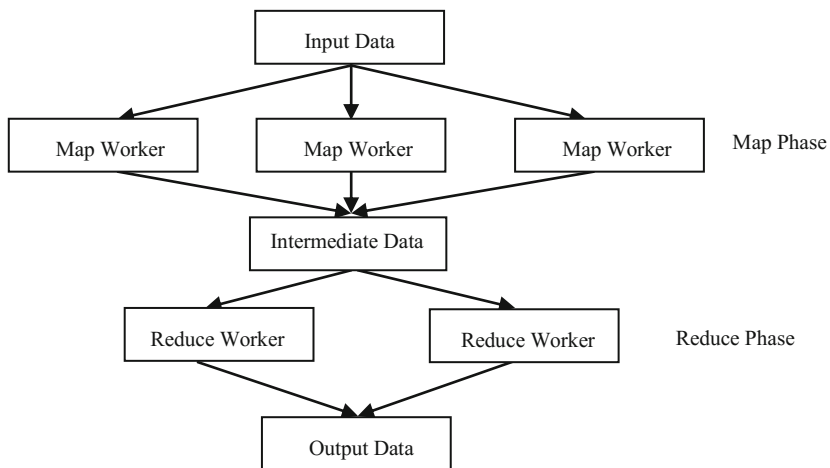 Input Data
Map Worker
Map Worker
Map Worker
Map Phase
Intermediate Data
Reduce Worker
Reduce Worker
Reduce Phase
Output Data